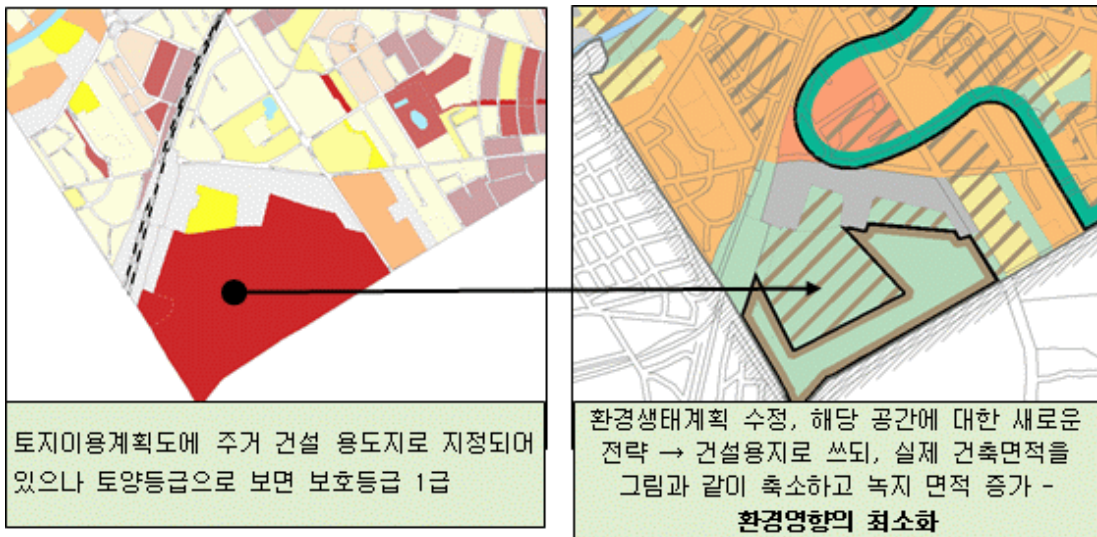 토지이용계획도에 주거 건설 용도지로 지정되어
있으나 토양등급으로 보면 보호등급 1급
환경생태계획 수정, 해당 공간에 대한 새로운
전략 → 건설용지로 쓰되, 실제 건축면적을
그림과 같이 축소하고 녹지 면적 증가 -
환경영향의 최소화